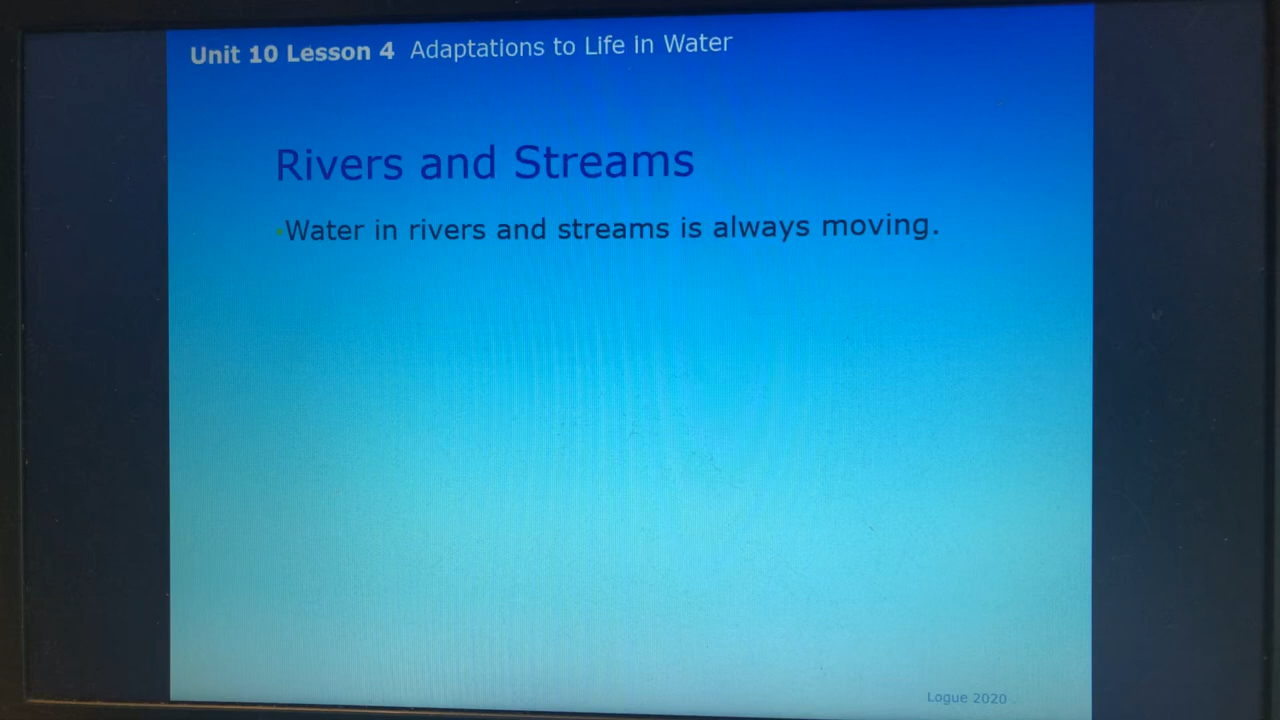 Unit 10 Lesson 4 Adaptations to Life in Water
Rivers and Streams
•Water in rivers and streams is always moving.
Logue 2020